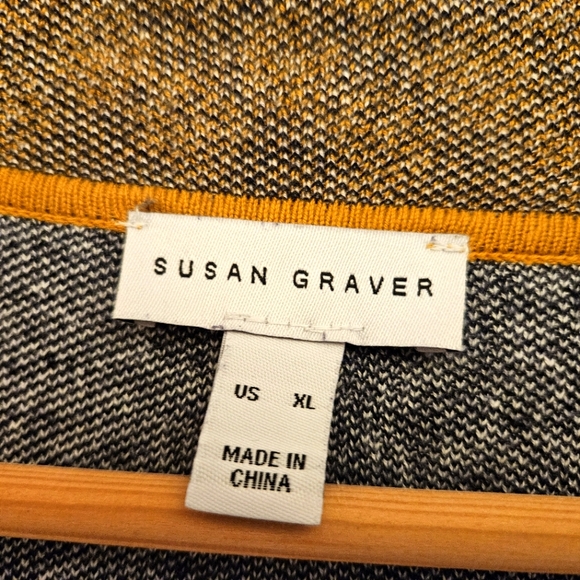 SUSAN GRAVER
US XL
MADE IN
CHINA